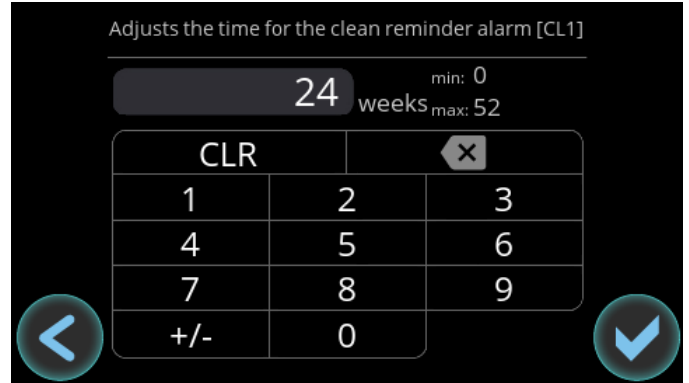 Adjusts the time for the clean reminder alarm [CL1]
24 weeks min: 0
max: 52
CLR
1 2 3
4 5 6
7 8 9
+/- 0